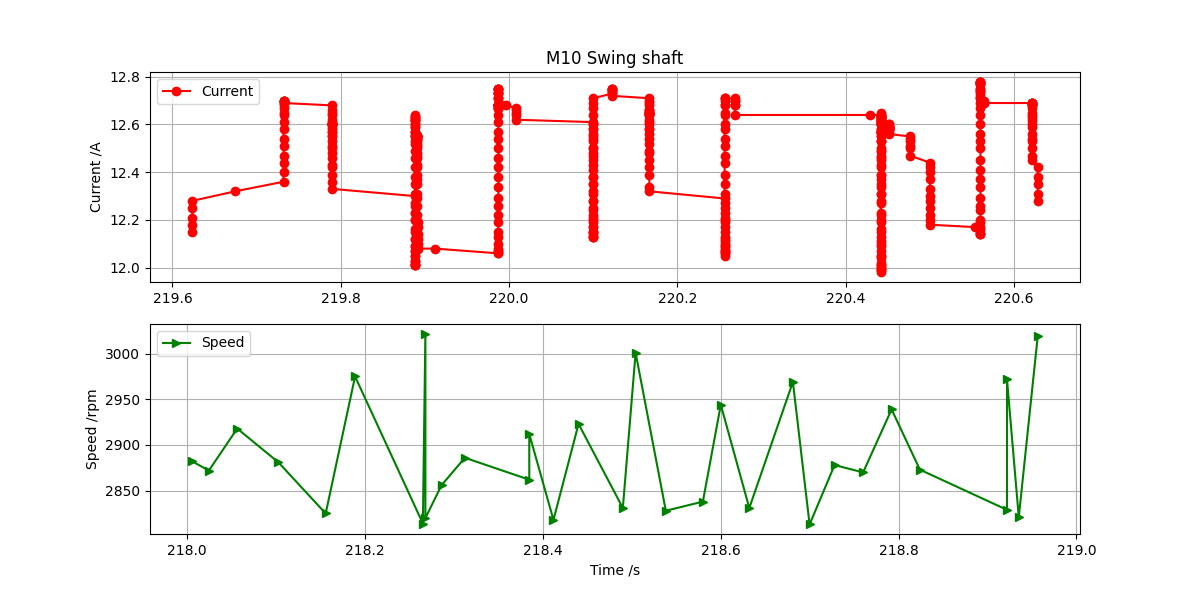 M10 Swing shaft
12.8
12.6
12.4
12.2
12.0
Current /A
Current
219.6 219.8 220.0 220.2 220.4 220.6
3000
2950
2900
2850
Speed /rpm
Speed
218.0 218.2 218.4 218.6 218.8 219.0
Time /s